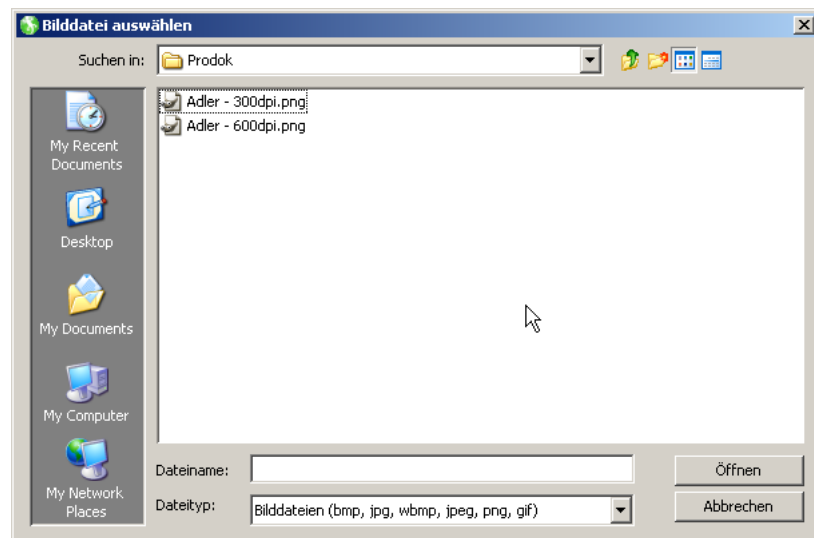 Bilddatei auswählen
Suchen in: Prodok
My Recent
Documents
Desktop
My Documents
My Computer
My Network
Places
Adler - 300dpi.png
Adler - 600dpi.png
Dateiname: Öffnen
Dateityp: Bilddateien (bmp, jpg, wbmp, jpeg, png, gif) Abbrechen